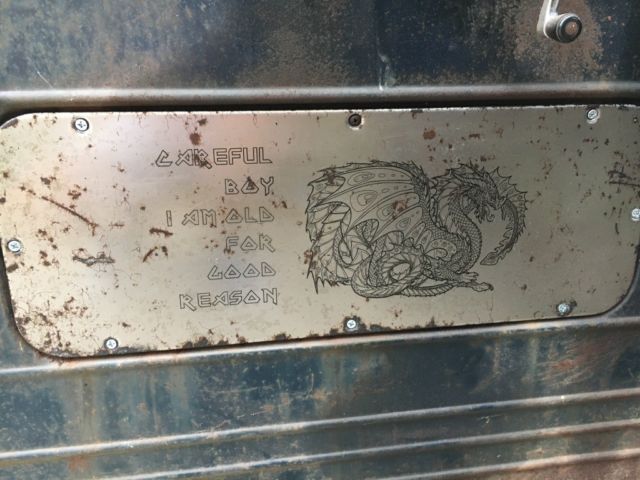 CAREFUL
BOY
I AM OLD
FOR
GOOD
REASON